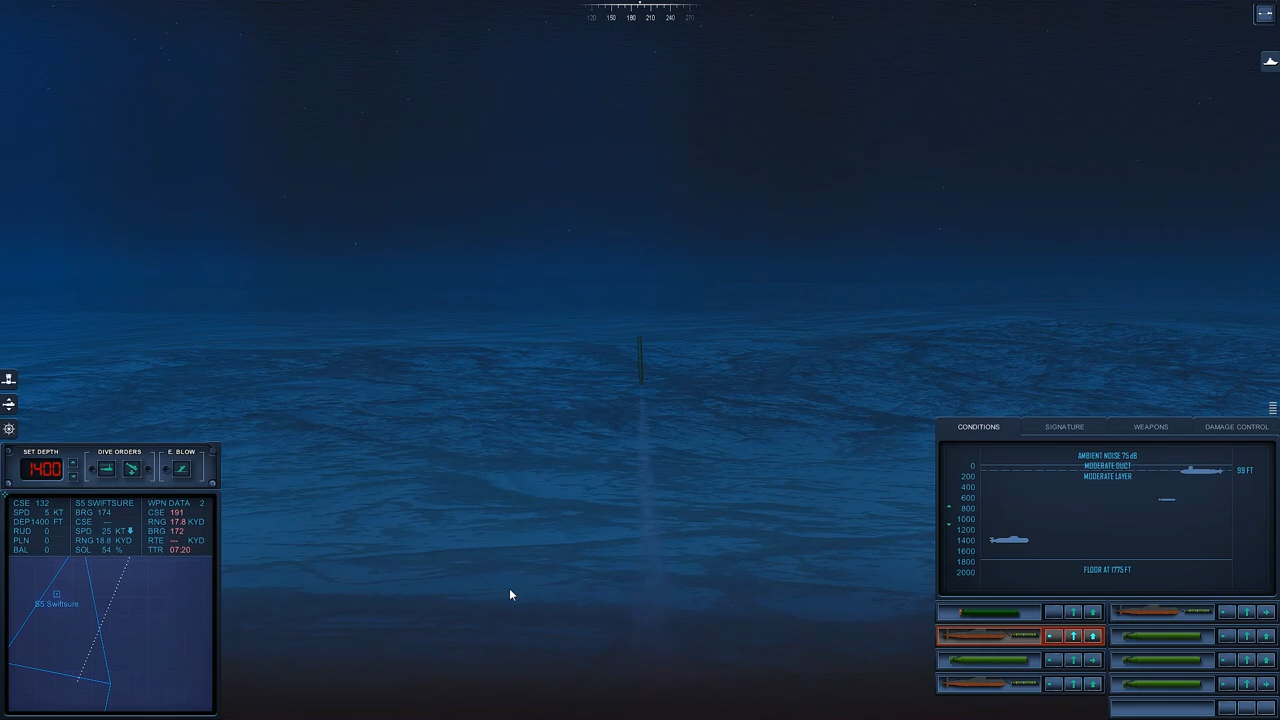 120 150 180 210 240 270
SET DEPTH
DIVE ORDERS
E. BLOW
1400
CSE 132
SPD 5 KT
DEP1400 FT
RUD 0
PLN 0
BAL 0
S5 SWIFTSURE
BRG 174
CSE ---
SPD 25 KT
RNG 18.8 KYD
SOL 54 %
WPN DATA 2
CSE 191
RNG 17.8 KYD
BRG 172
RTE --- KYD
TTR 07:20
S5 Swiftsure
CONDITIONS
SIGNATURE
WEAPONS
DAMAGE CONTROL
AMBIENT NOISE 75 dB
MODERATE DUCT
MODERATE LAYER
99 FT
0
200
400
600
800
1000
1200
1400
1600
1800
2000
FLOOR AT 1775 FT